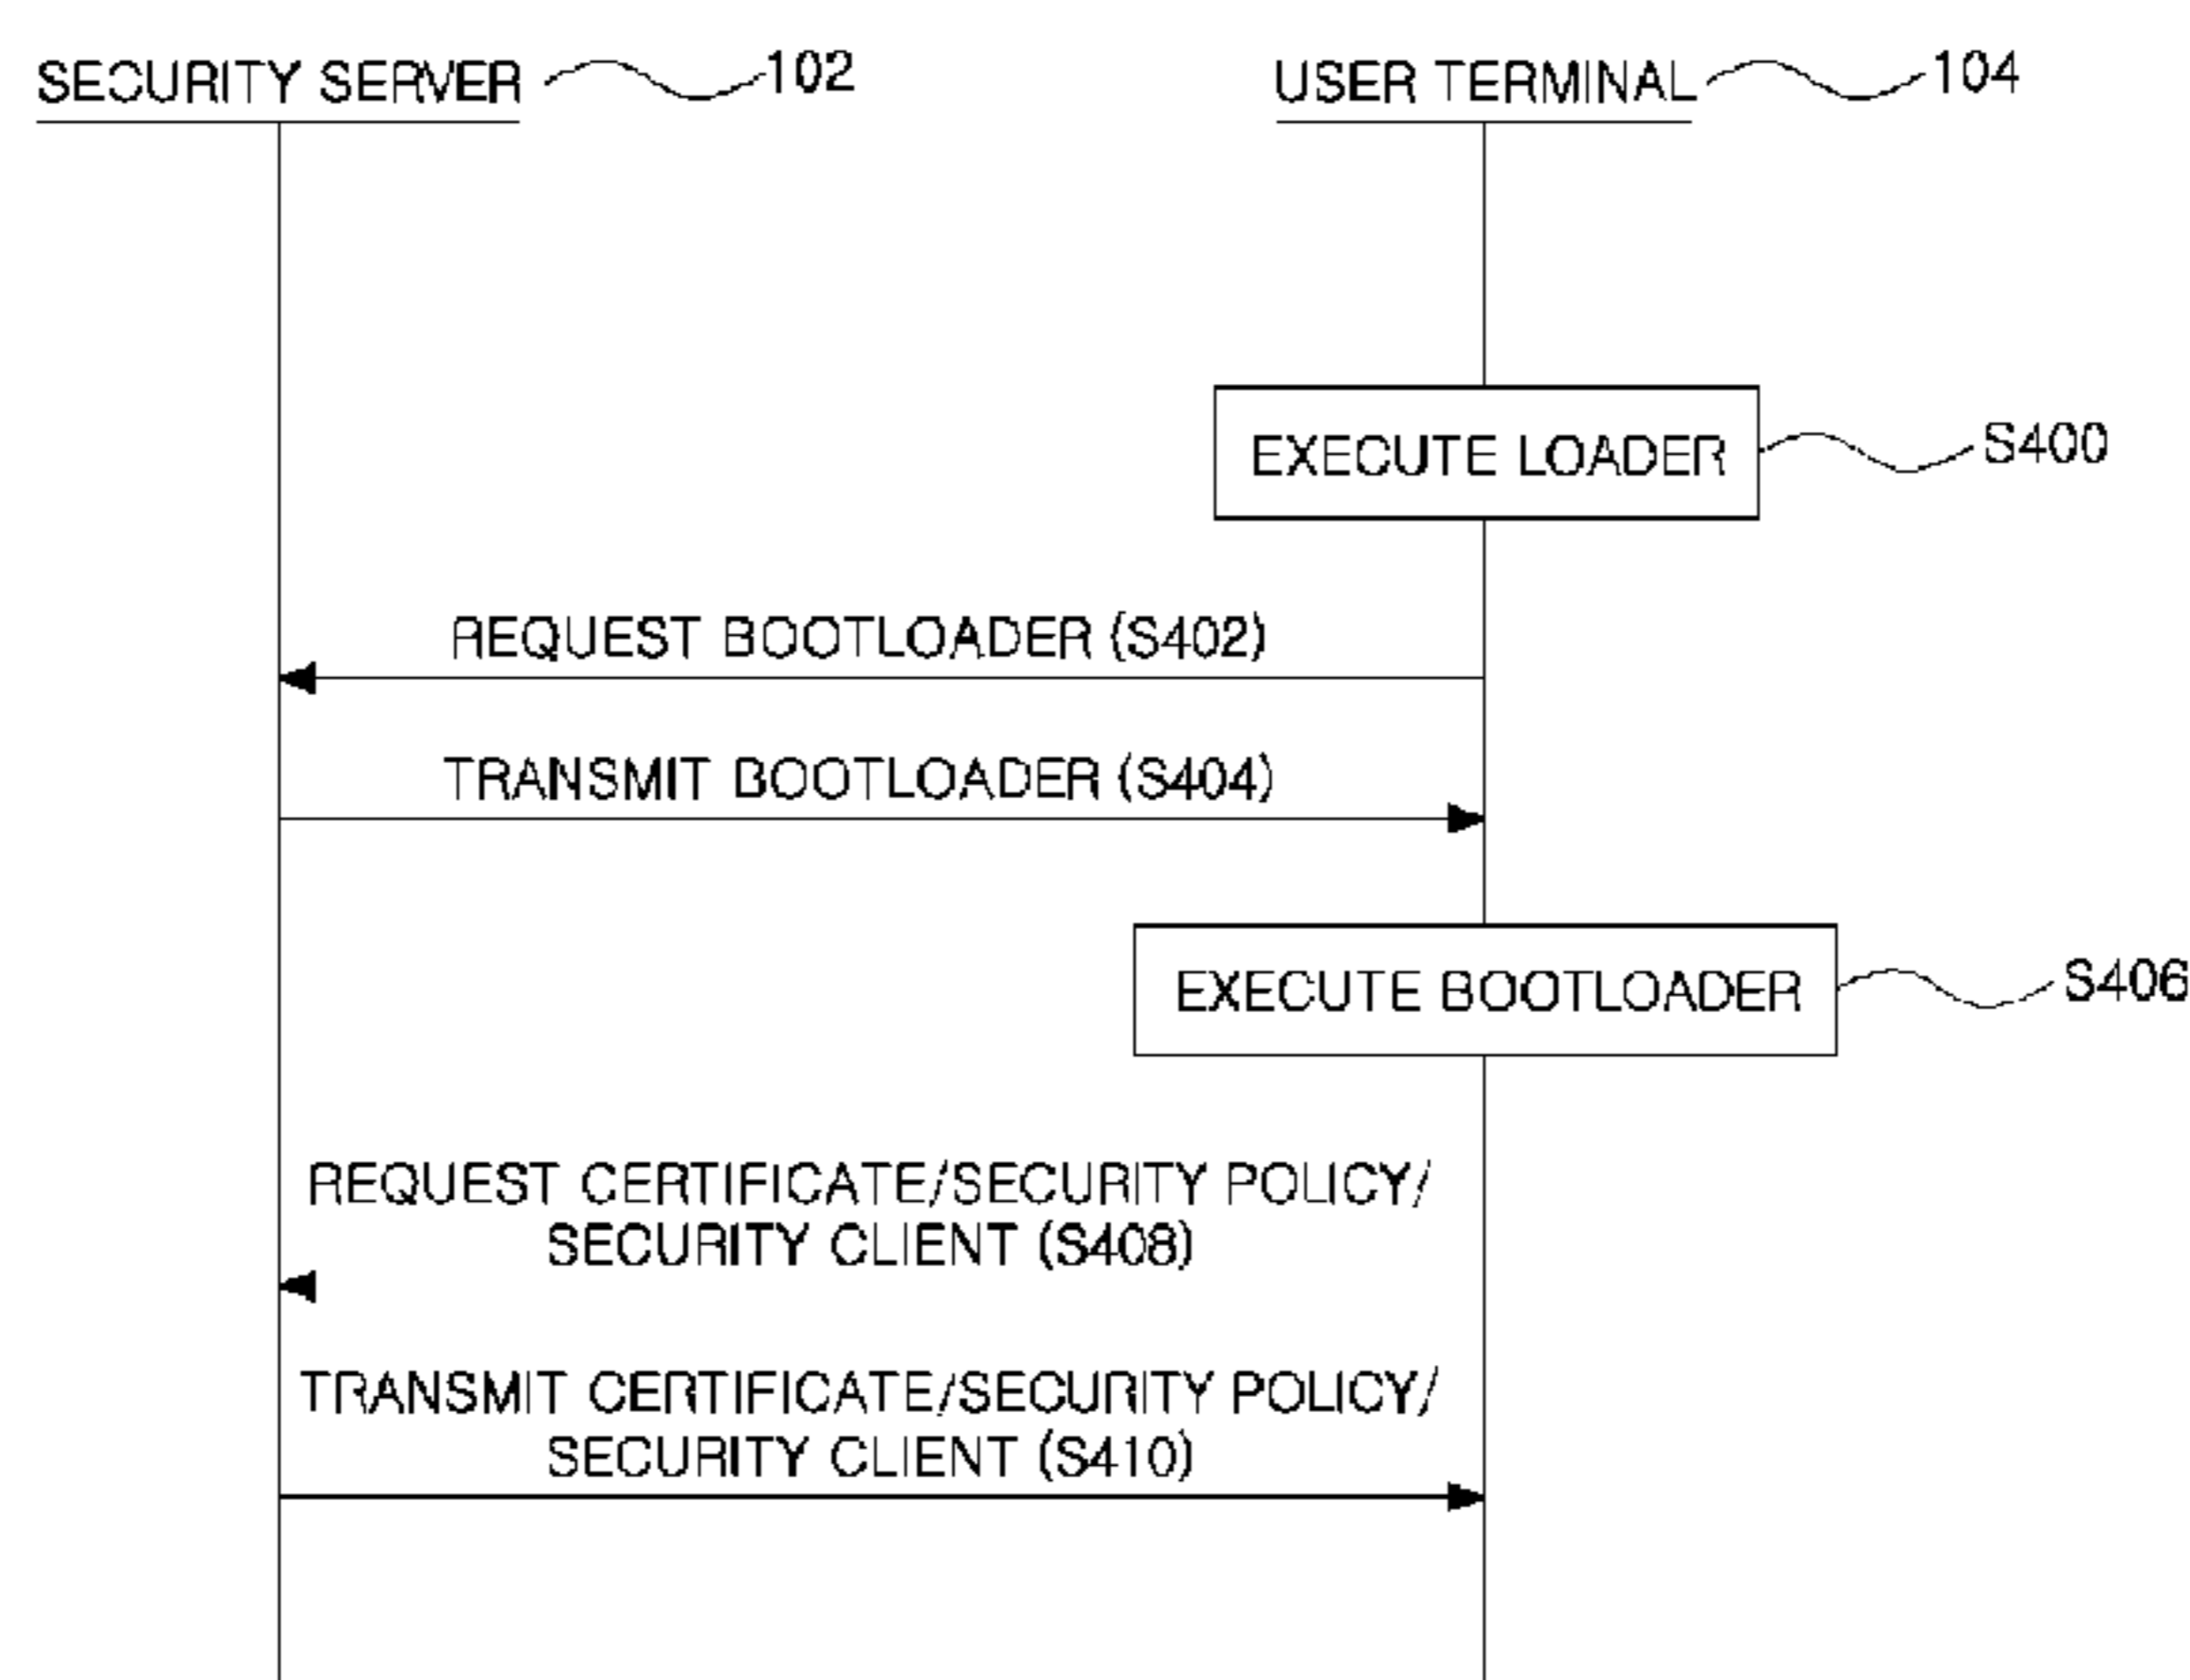 SECURITY SERVER 102
USER TERMINAL 104
EXECUTE LOADER S400
REQUEST BOOTLOADER (S402)
TRANSMIT BOOTLOADER (S404)
EXECUTE BOOTLOADER S406
REQUEST CERTIFICATE/SECURITY POLICY/
SECURITY CLIENT (S408)
TRANSMIT CERTIFICATE/SECURITY POLICY/
SECURITY CLIENT (S410)